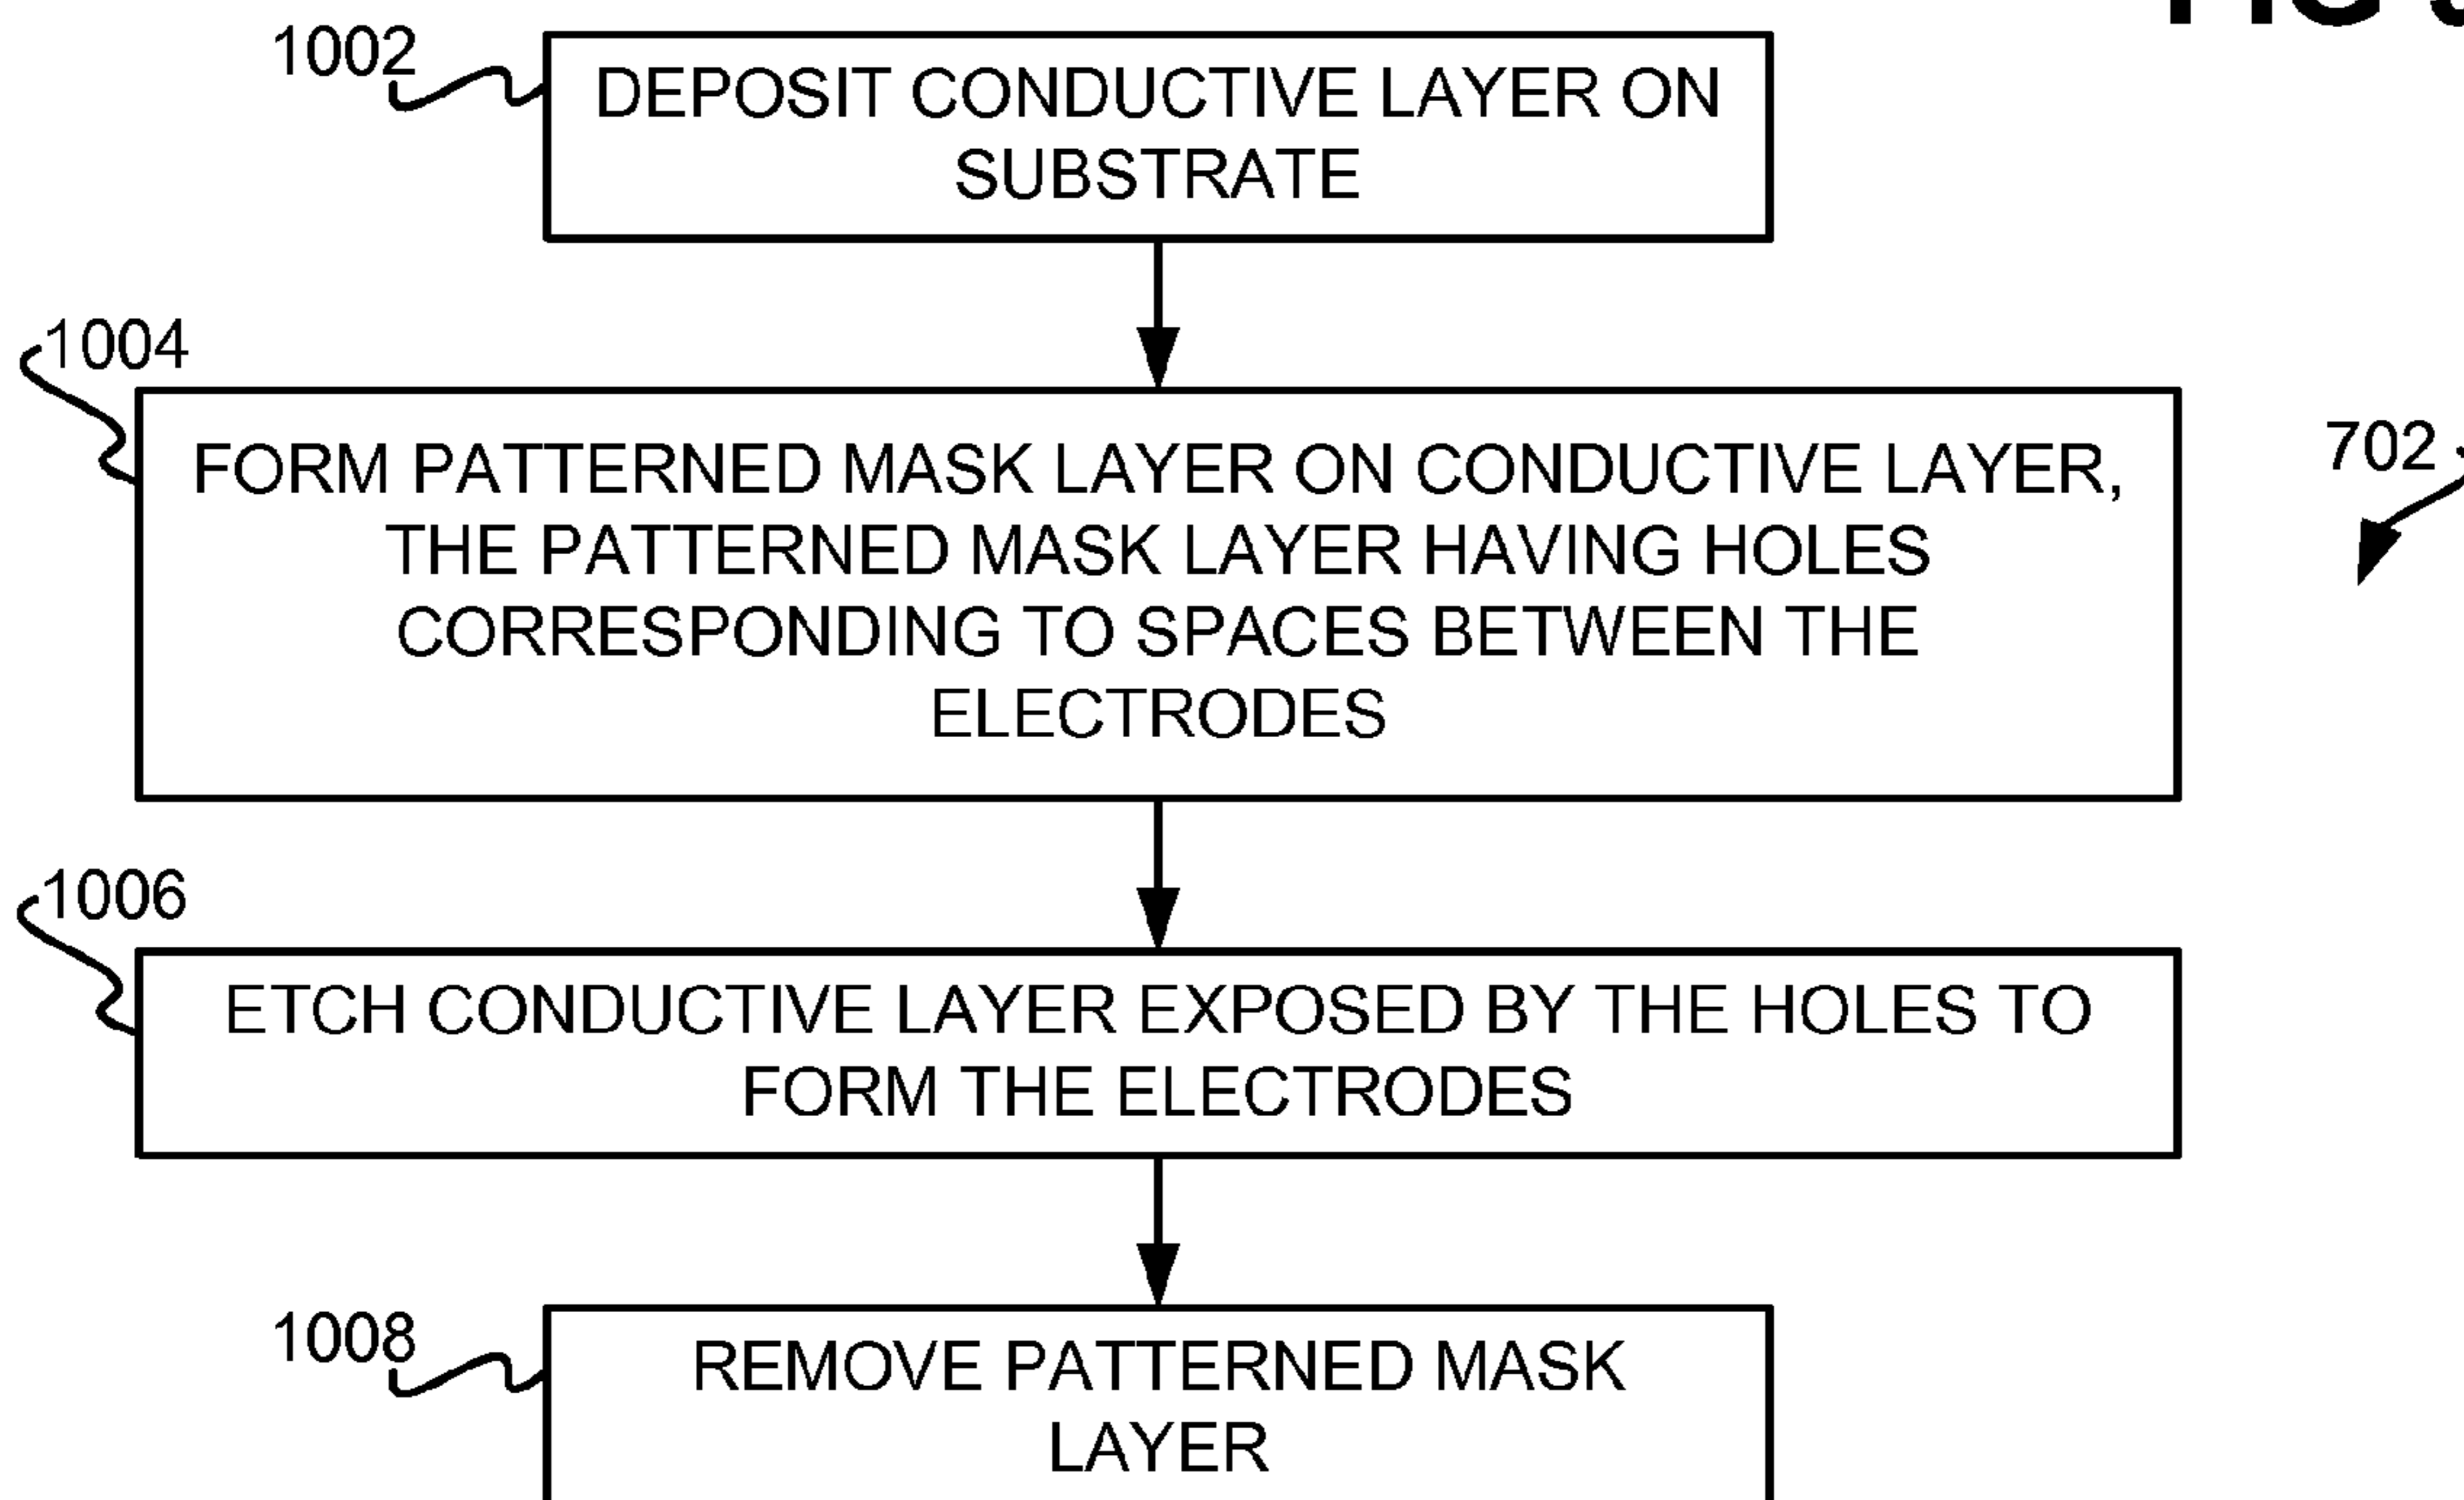 1002
DEPOSIT CONDUCTIVE LAYER ON
SUBSTRATE
1004
FORM PATTERNED MASK LAYER ON CONDUCTIVE LAYER,
THE PATTERNED MASK LAYER HAVING HOLES
CORRESPONDING TO SPACES BETWEEN THE
ELECTRODES
702
1006
ETCH CONDUCTIVE LAYER EXPOSED BY THE HOLES TO
FORM THE ELECTRODES
1008
REMOVE PATTERNED MASK
LAYER